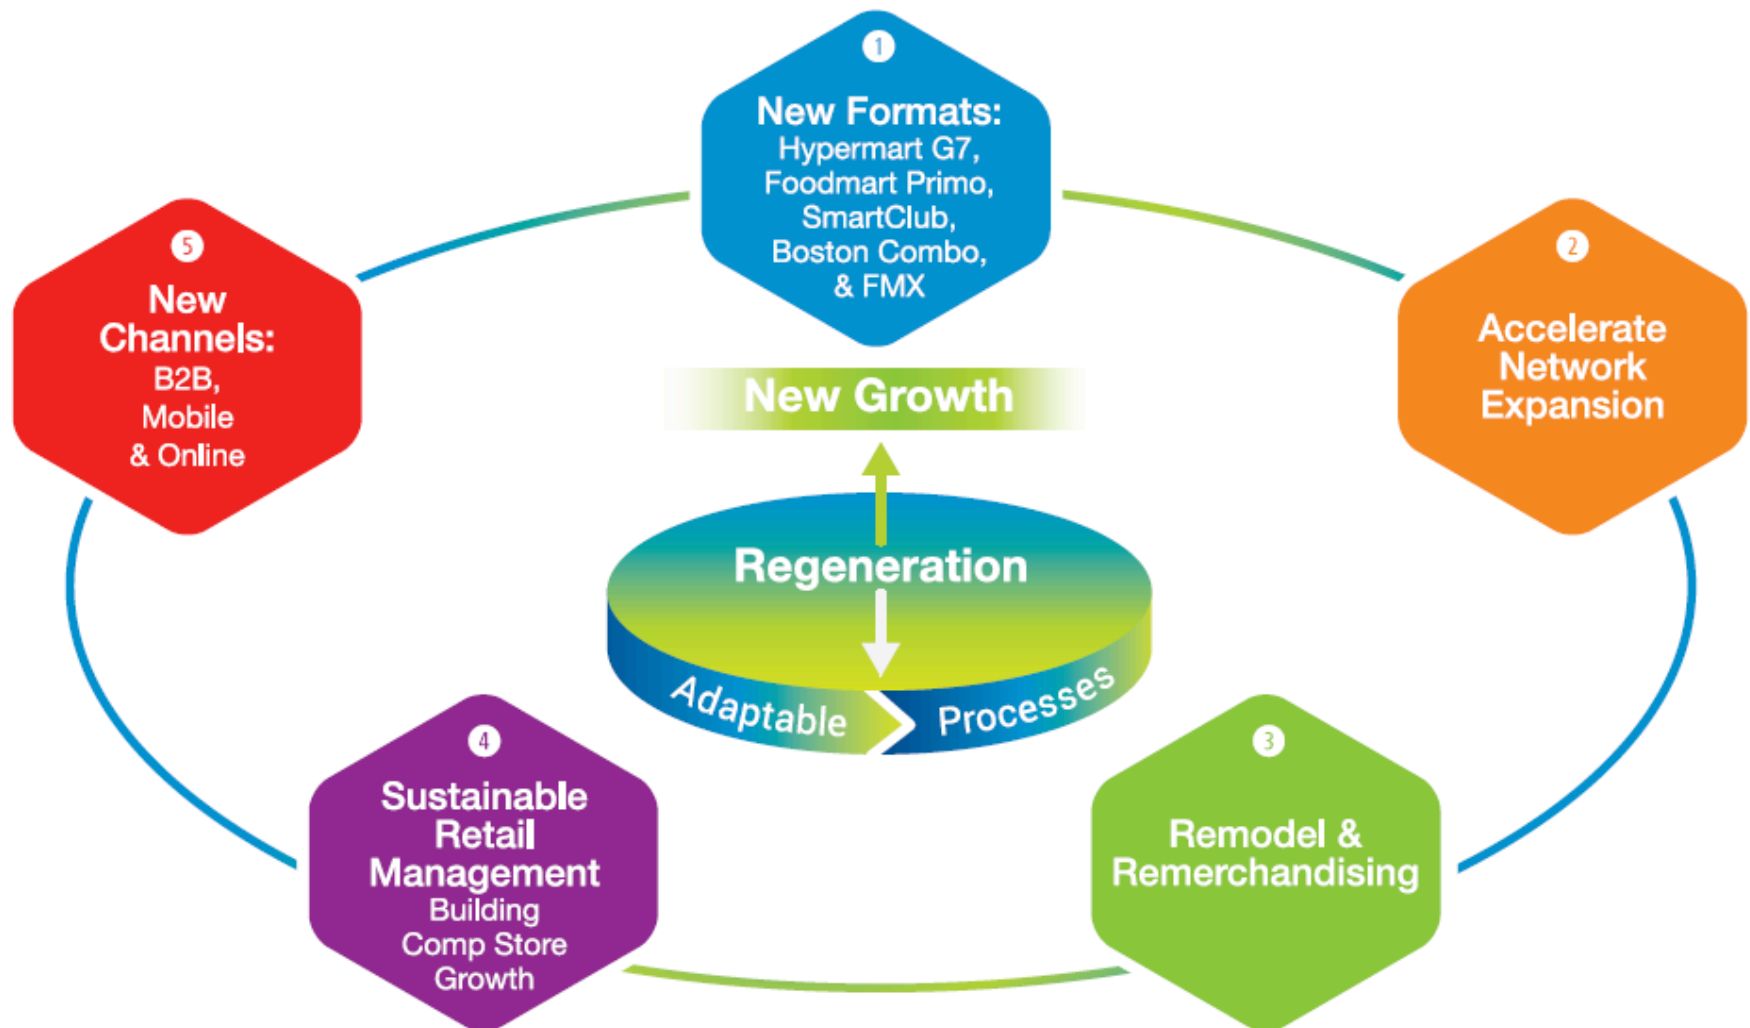 1
New Formats:
Hypermart G7,
Foodmart Primo,
SmartClub,
Boston Combo,
& FMX
2
Accelerate
Network
Expansion
3
Remodel &
Remerchandising
4
Sustainable
Retail
Management
Building
Comp Store
Growth
5
New
Channels:
B2B,
Mobile
& Online
New Growth
Regeneration
Adaptable Processes